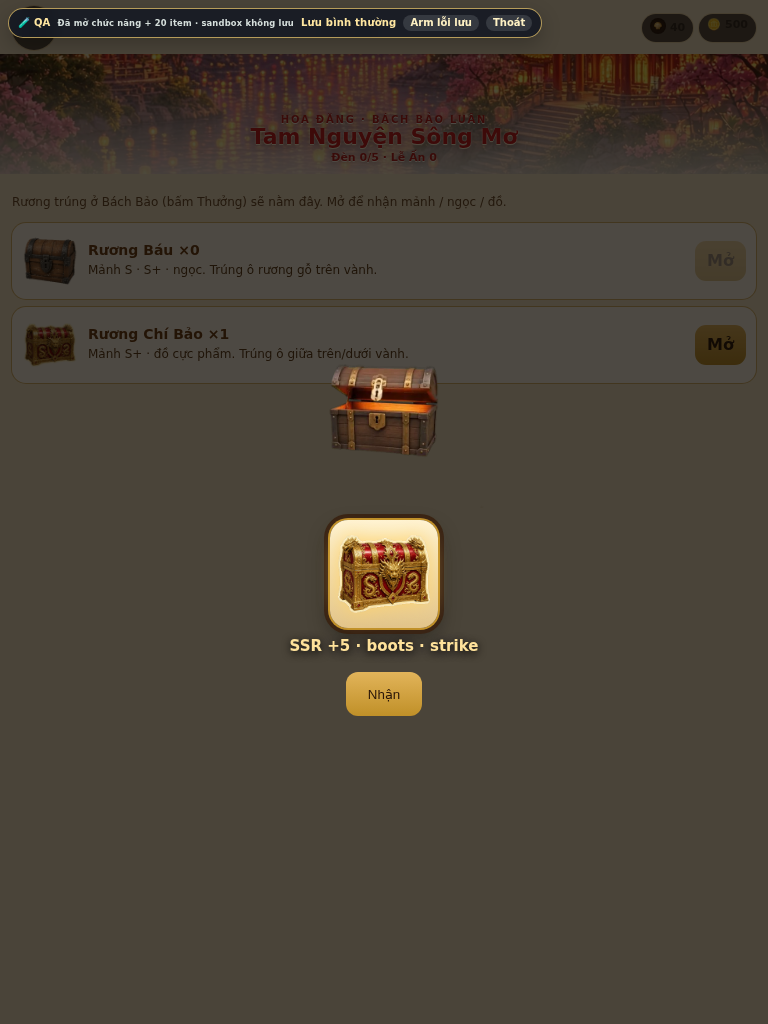 QA Đã mở chức năng + 20 item · sandbox không lưu Lưu bình thường Arm lỗi lưu Thoát
40 500
HOA ĐĂNG · BÁCH BẢO LUÂN
Tam Nguyện Sông Mơ
Đèn 0/5 · Lễ Ấn 0
Rương trúng ở Bách Bảo (bấm Thưởng) sẽ nằm đây. Mở để nhận mảnh / ngọc / đồ.
Rương Báu ×0
Mảnh S · S+ · ngọc. Trúng ô rương gỗ trên vành.
Mở
Rương Chí Bảo ×1
Mảnh S+ · đồ cực phẩm. Trúng ô giữa trên/dưới vành.
Mở
SSR +5 · boots · strike
Nhận